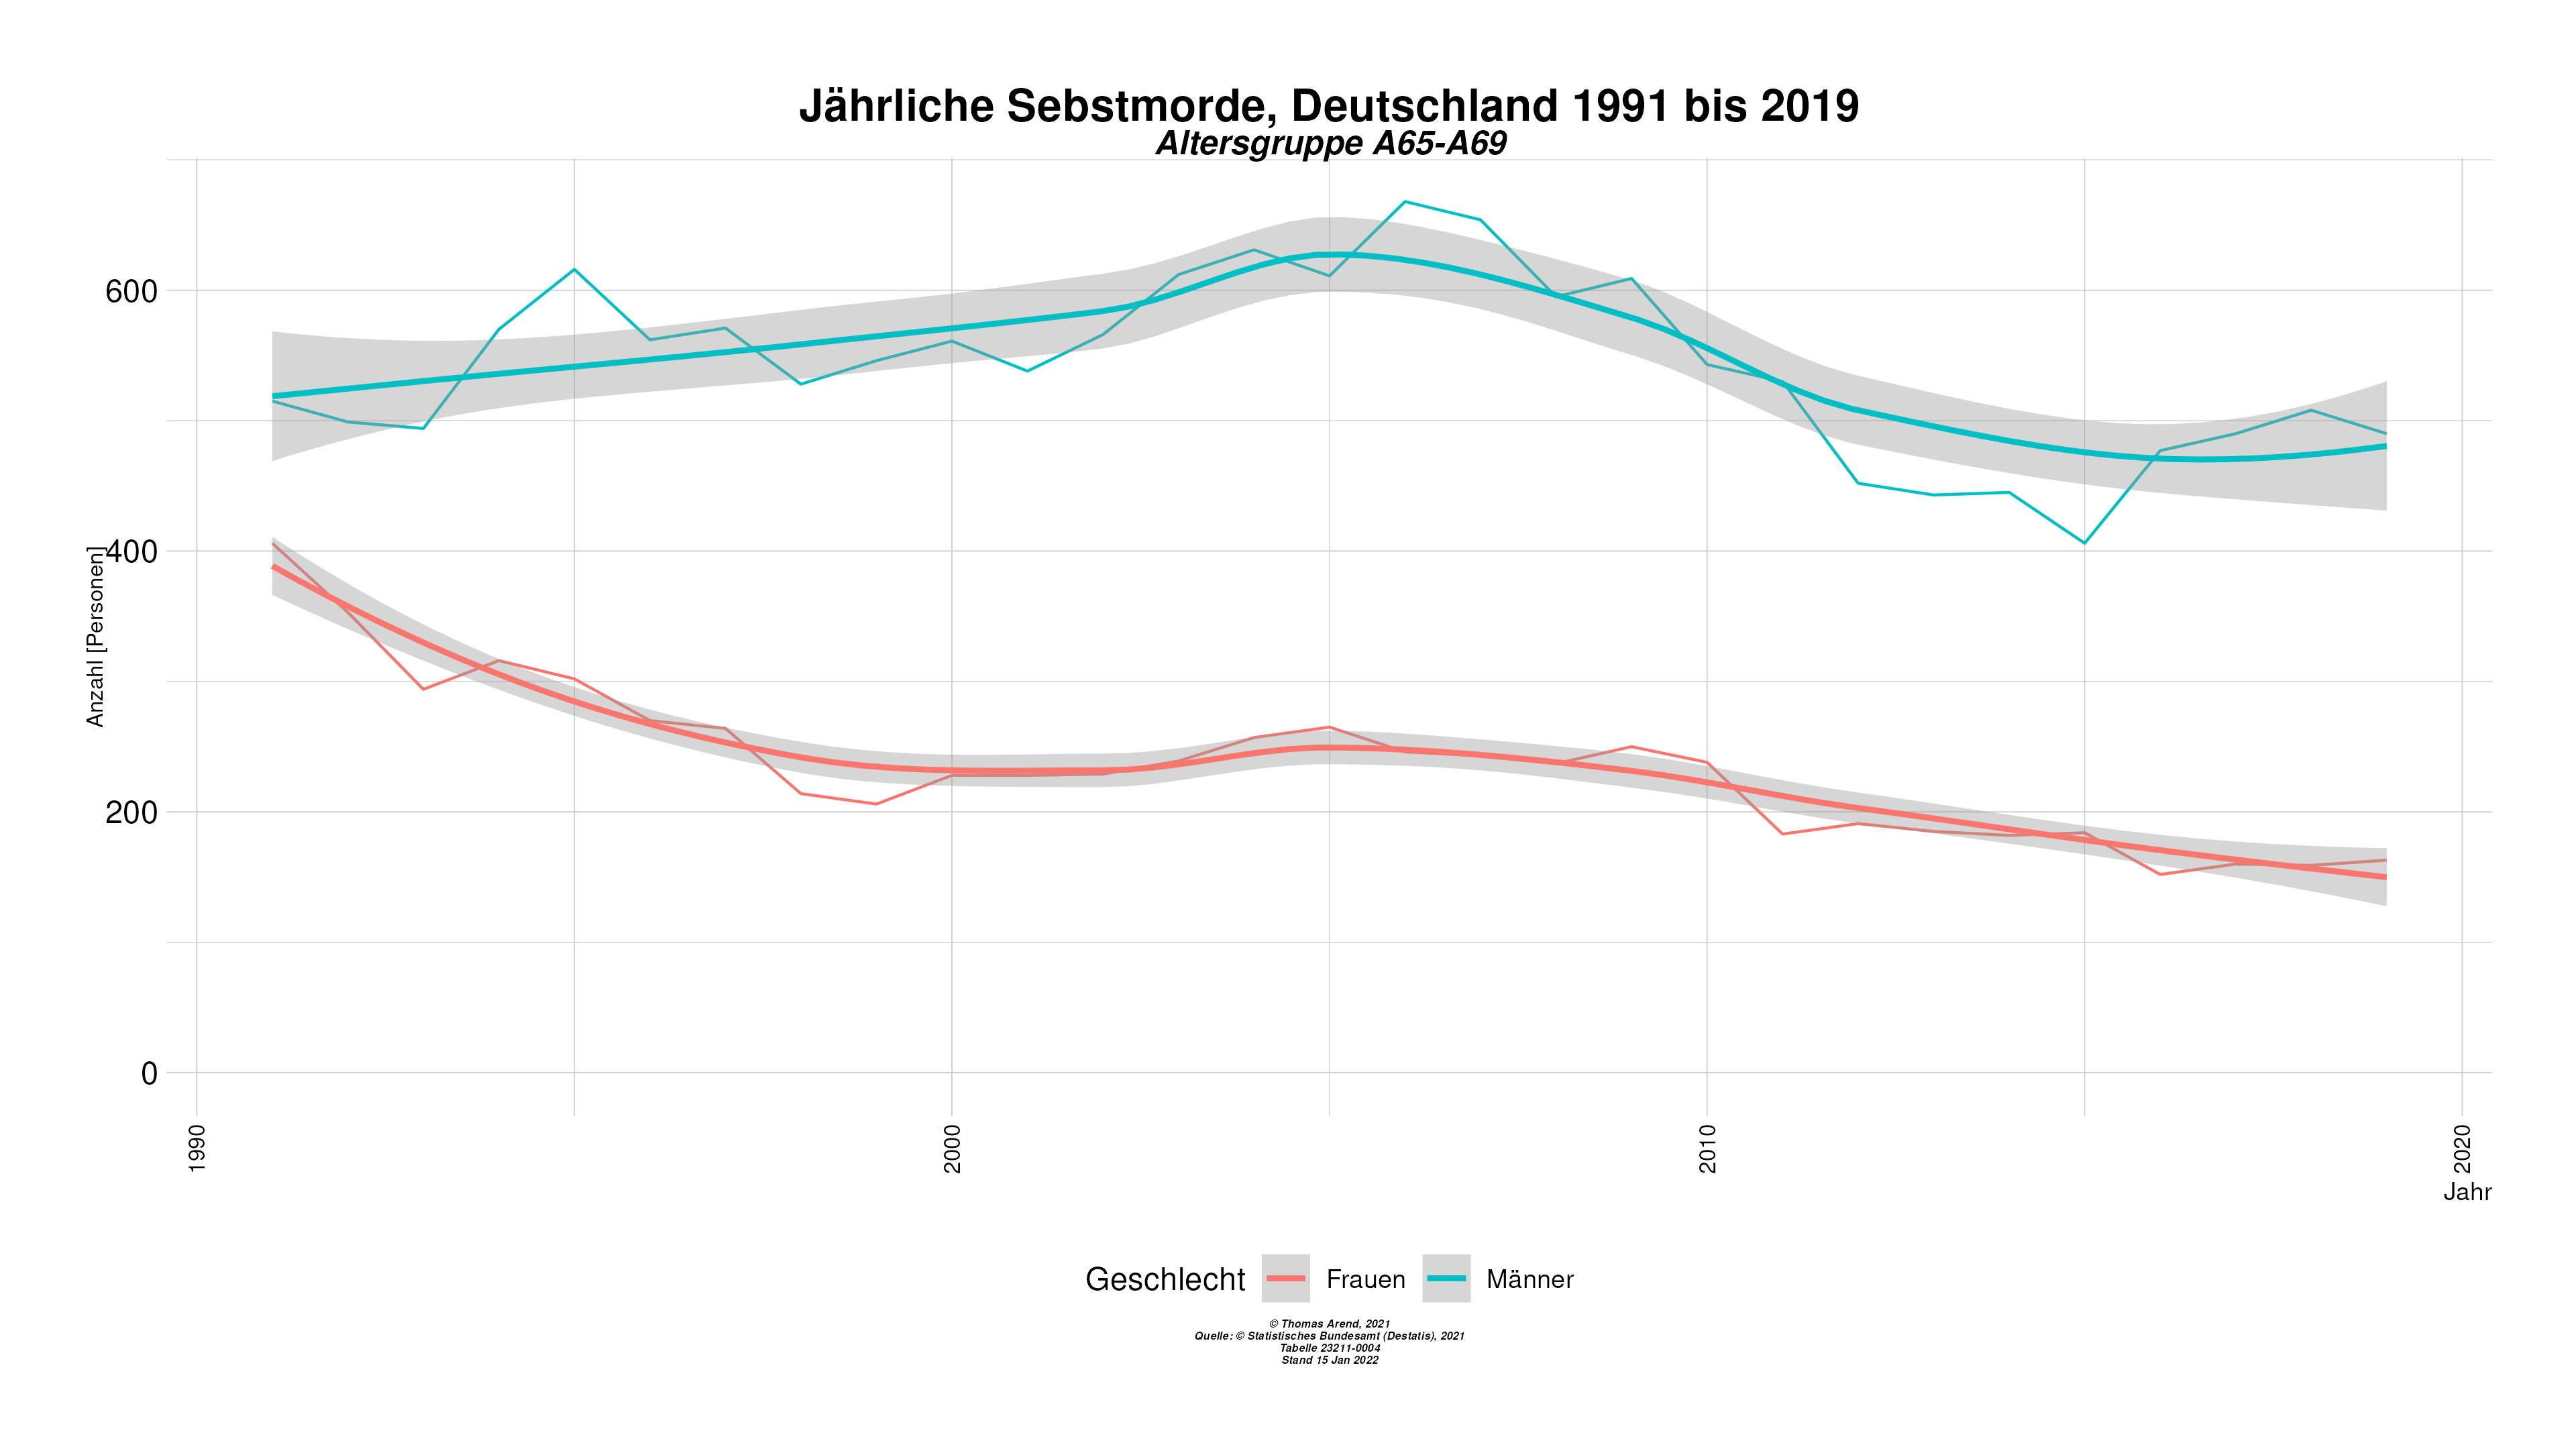 Jährliche Sebstmorde, Deutschland 1991 bis 2019
Altersgruppe A65-A69
Anzahl [Personen]
600
400
200
0
1990
2000
2010
2020
Jahr
Geschlecht Frauen Männer
© Thomas Arend, 2021
Quelle: © Statistisches Bundesamt (Destatis), 2021
Tabelle 23211-0004
Stand 15 Jan 2022